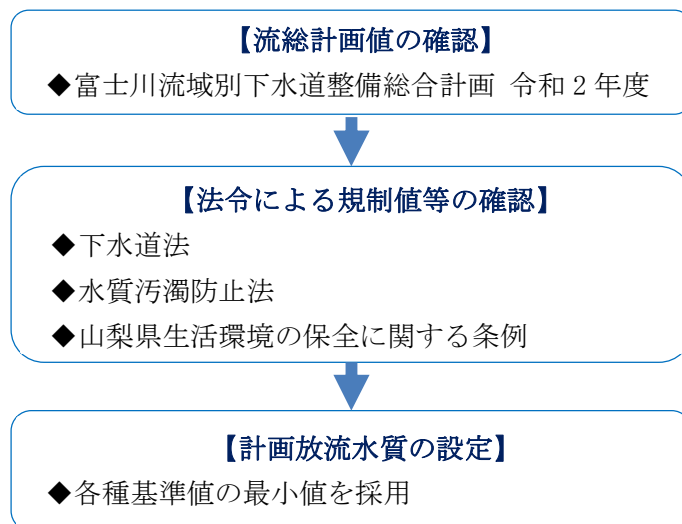 【流総計画値の確認】
◆富士川流域別下水道整備総合計画 令和２年度
【法令による規制値等の確認】
◆下水道法
◆水質汚濁防止法
◆山梨県生活環境の保全に関する条例
【計画放流水質の設定】
◆各種基準値の最小値を採用